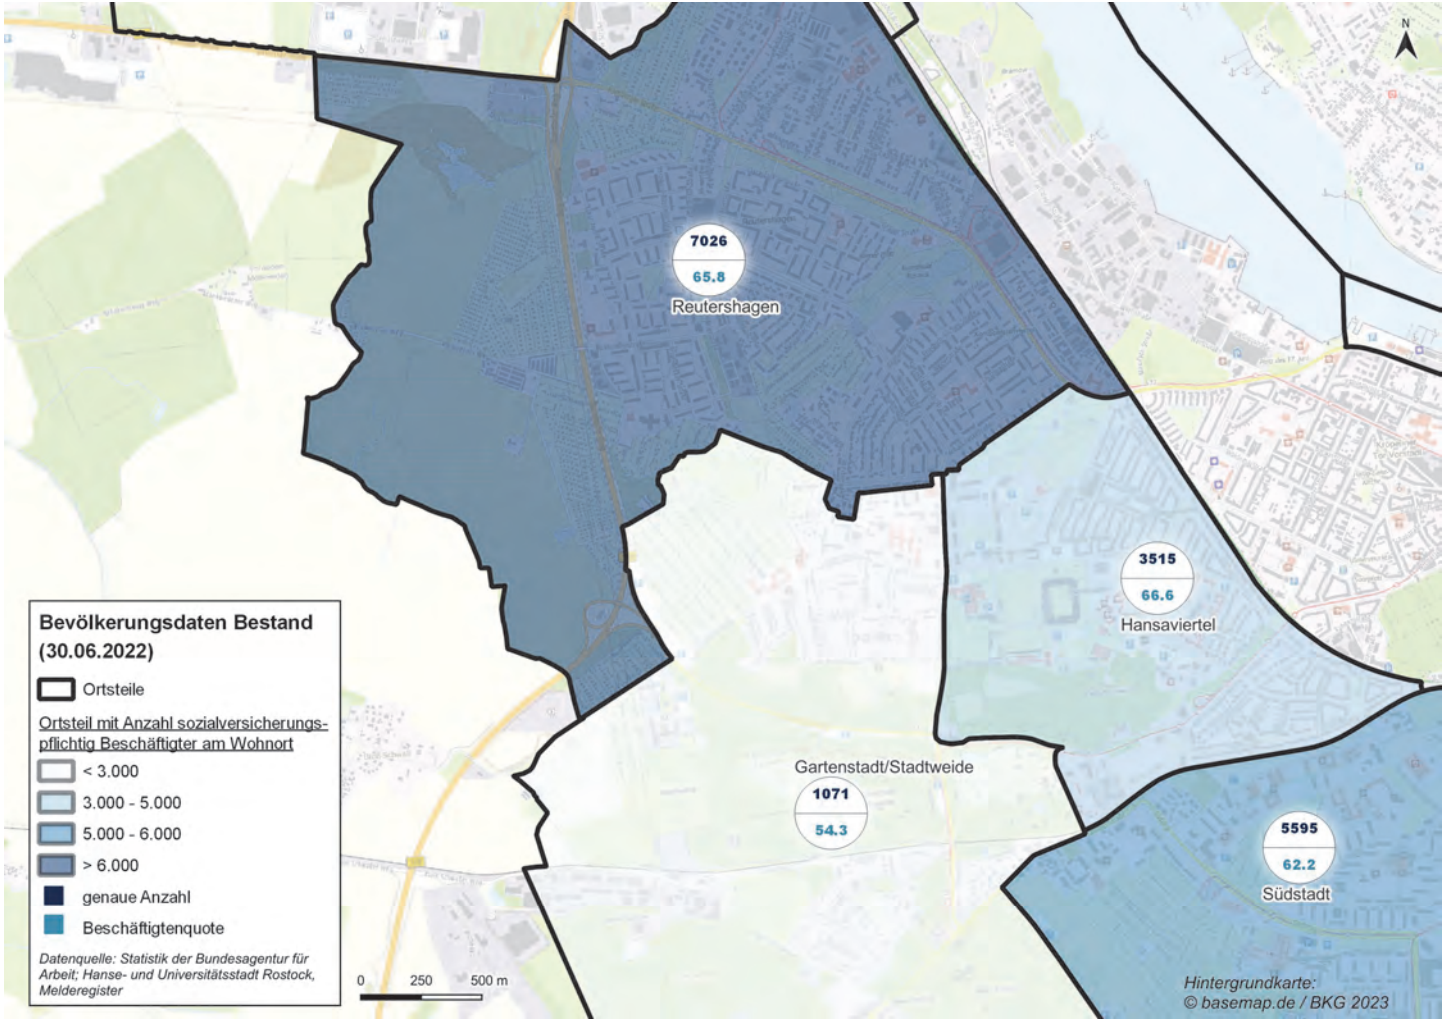 N
7026
65.8
Reutershagen
3515
66.6
Hansaviertel
Gartenstadt/Stadtweide
1071
54.3
5595
62.2
Südstadt
Bevölkerungsdaten Bestand
(30.06.2022)
Ortsteile
Ortsteil mit Anzahl sozialversicherungs-
pflichtig Beschäftigter am Wohnort
< 3.000
3.000 - 5.000
5.000 - 6.000
> 6.000
genaue Anzahl
Beschäftigtenquote
Datenquelle: Statistik der Bundesagentur für
Arbeit; Hanse- und Universitätsstadt Rostock,
Melderegister
0 250 500 m
Hintergrundkarte:
© basemap.de / BKG 2023